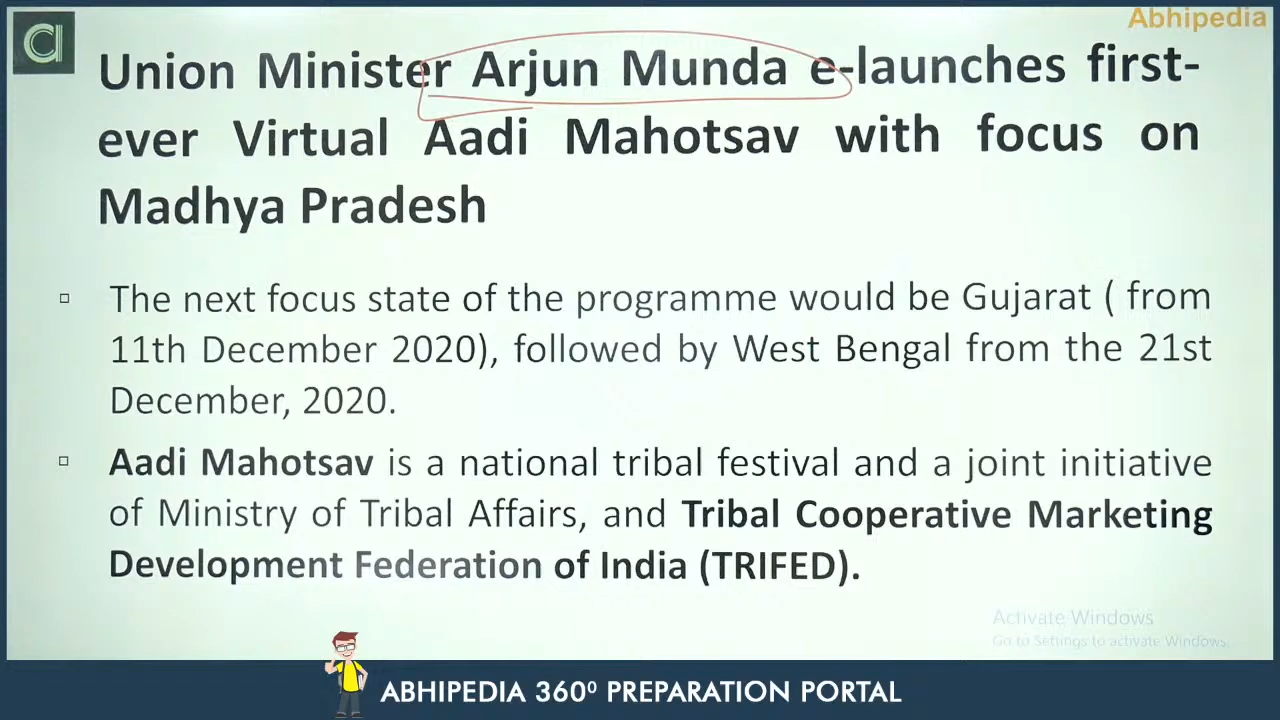 Abhipedia
Union Minister Arjun Munda e-launches first-
ever Virtual Aadi Mahotsav with focus on
Madhya Pradesh
▫ The next focus state of the programme would be Gujarat ( from
11th December 2020), followed by West Bengal from the 21st
December, 2020.
▫ Aadi Mahotsav is a national tribal festival and a joint initiative
of Ministry of Tribal Affairs, and Tribal Cooperative Marketing
Development Federation of India (TRIFED).
Activate Windows
Go to Settings to activate Windows.
ABHIPEDIA 360⁰ PREPARATION PORTAL